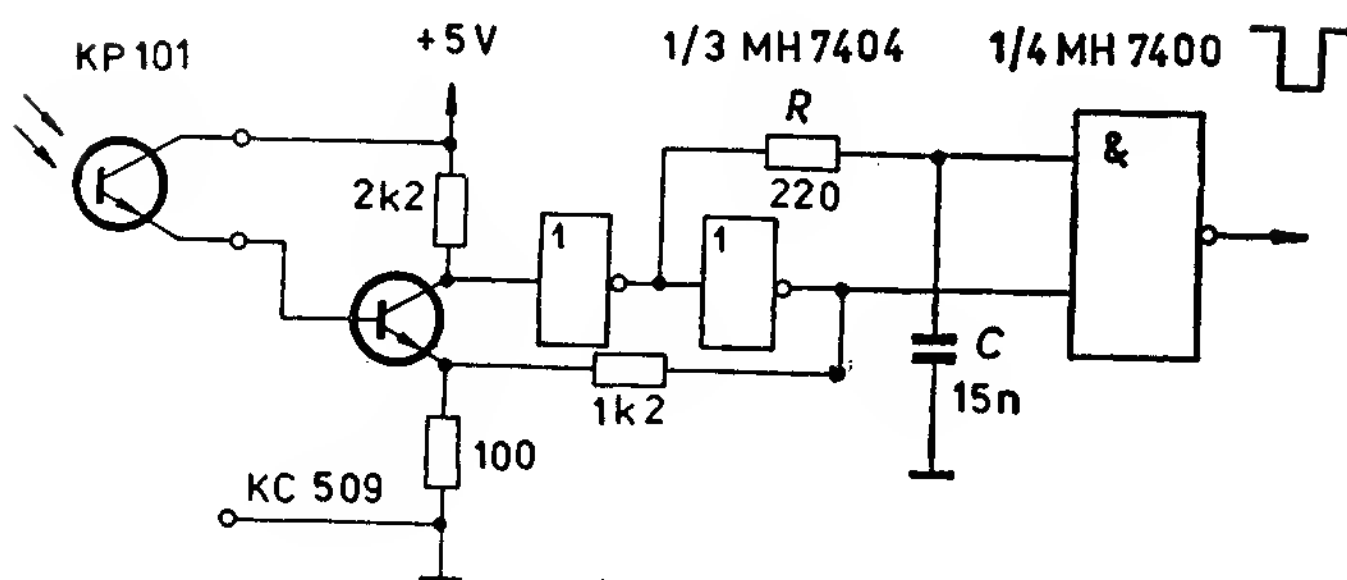 KP 101
+5 V
1/3 MH 7404
1/4 MH 7400
R
220
&
2k2
1
1
C
15n
1k2
100
KC 509